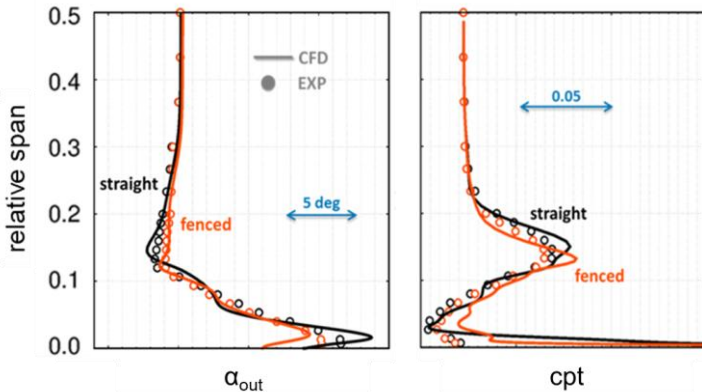 0.5
0.4
0.3
0.2
0.1
0.0
relative span
CFD
EXP
straight
5 deg
fenced
αout
0.05
straight
fenced
cpt